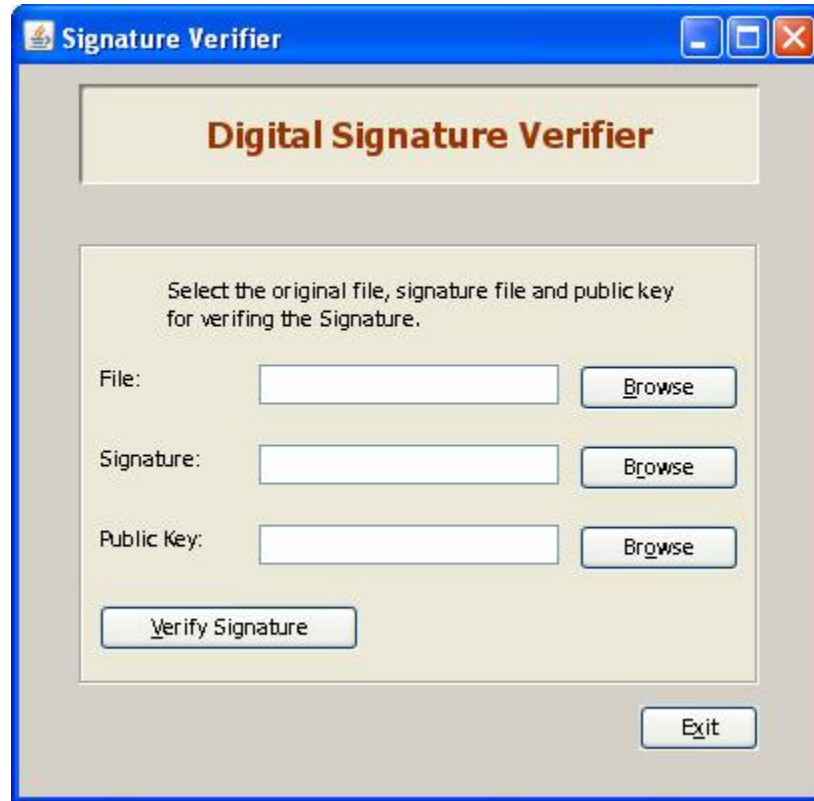 Signature Verifier
Digital Signature Verifier
Select the original file, signature file and public key
for verifing the Signature.
File:
Browse
Signature:
Browse
Public Key:
Browse
Verify Signature
Exit